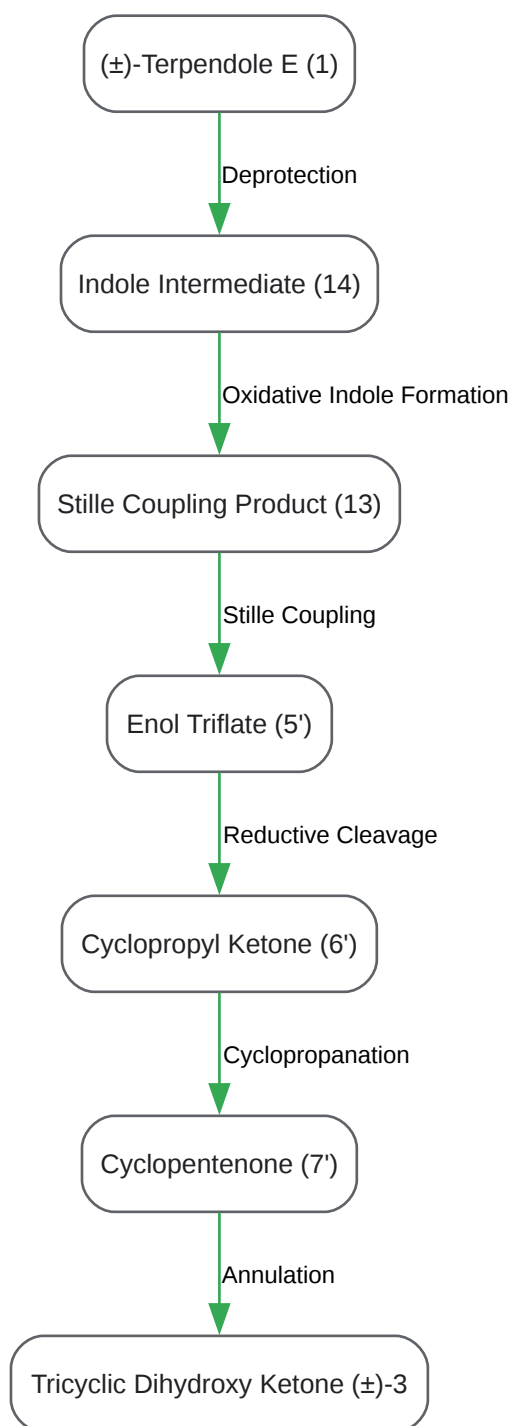 (±)-Terpendole E (1)
Deprotection
Indole Intermediate (14)
Oxidative Indole Formation
Stille Coupling Product (13)
Stille Coupling
Enol Triflate (5')
Reductive Cleavage
Cyclopropyl Ketone (6')
Cyclopropanation
Cyclopentenone (7')
Annulation
Tricyclic Dihydroxy Ketone (±)-3